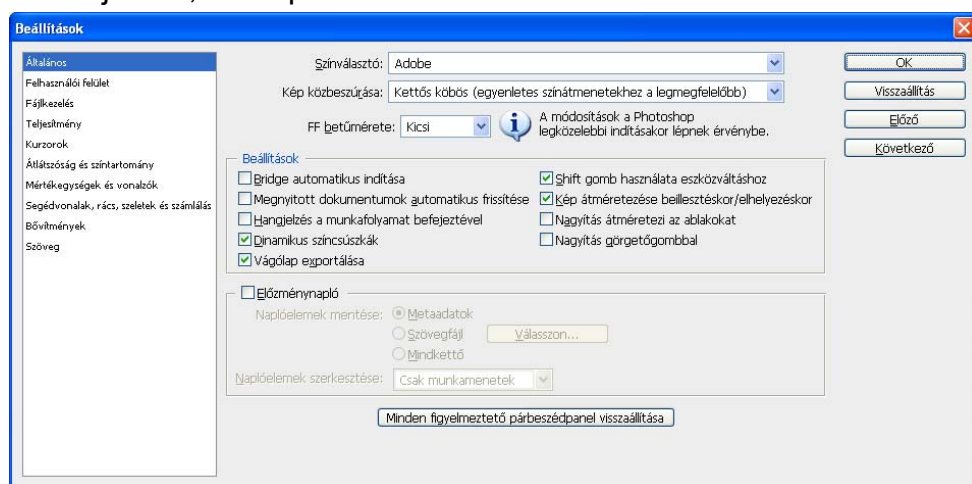 Beállítások
Általános
Felhasználói felület
Fájlkezelés
Teljesítmény
Kurzorok
Átlátszóság és színtartomány
Mértékegységek és vonalzók
Segédvonalak, rács, szeletek és számlálás
Bővítmények
Szöveg
Színválasztó: Adobe
Kép közbeszúrása: Kettős köbös (egyenletes színátmenetekhez a legmegfelelőbb)
FF betűmérete: Kicsi
A módosítások a Photoshop
legközelebbi indításakor lépnek érvénybe.
Beállítások
Bridge automatikus indítása
Megnyitott dokumentumok automatikus frissítése
Hangjelzés a munkafolyamat befejeztével
Dinamikus színcsúszkák
Vágólap exportálása
Shift gomb használata eszközváltáshoz
Kép átméretezése beillesztéskor/elhelyezéskor
Nagyítás átméretezi az ablakokat
Nagyítás görgetőgombbal
Előzménynapló
Naplóelemek mentése: Metaadatok
Szövegfájl Válasszon...
Mindkettő
Naplóelemek szerkesztése: Csak munkamenetek
Minden figyelmeztető párbeszédpanel visszaállítása
OK
Visszaállítás
Előző
Következő